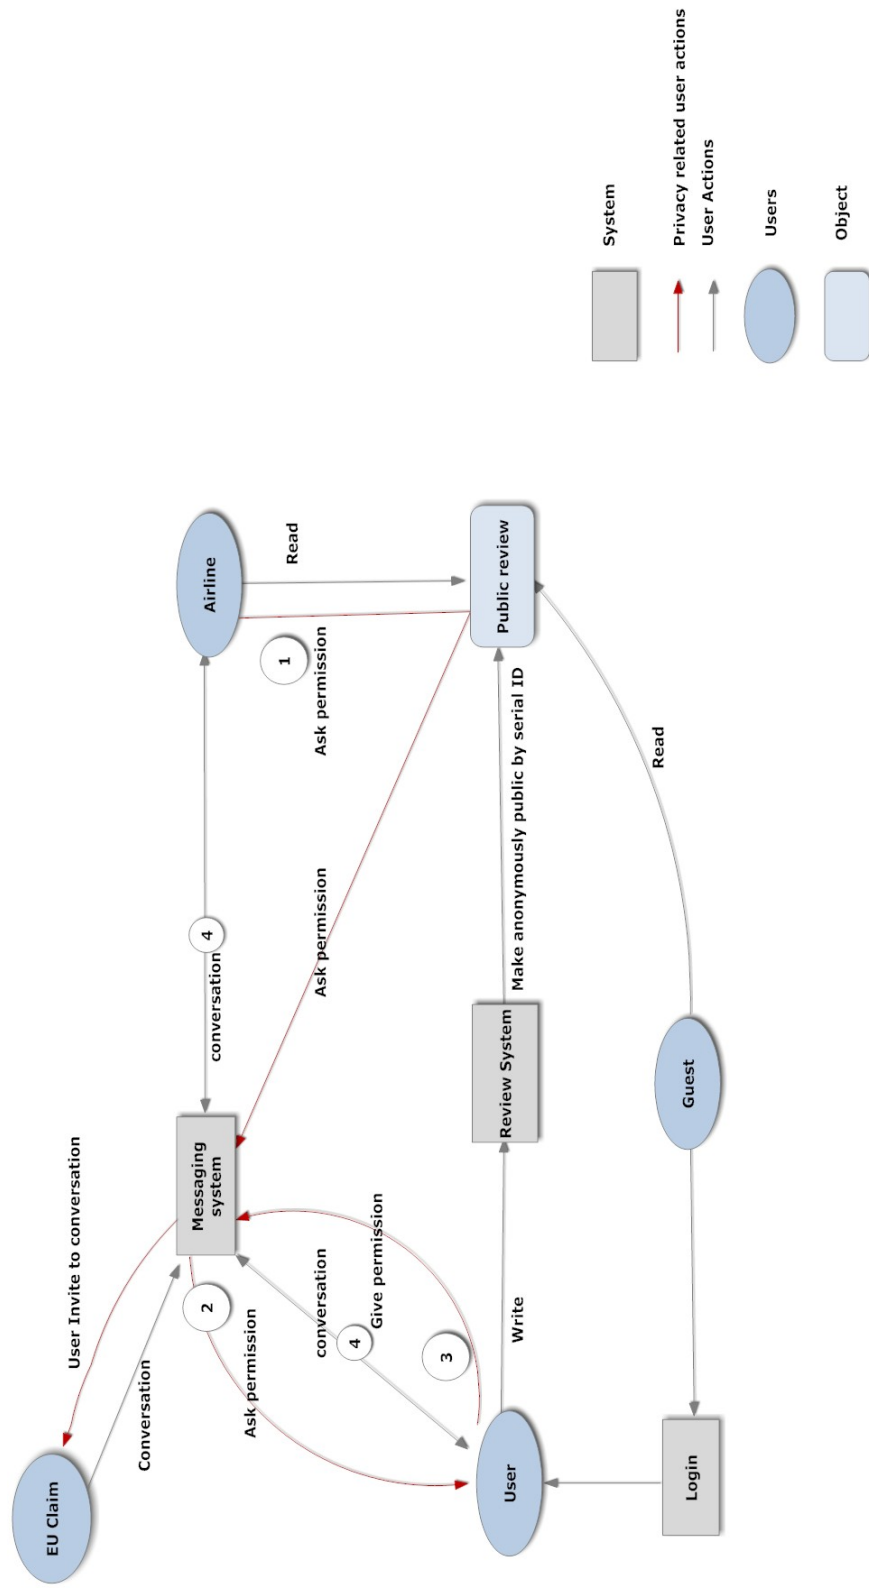 EU Claim
User Invite to conversation
Conversation
Messaging
system
conversation
4
Airline
Read
1
Ask permission
2
Ask permission
conversation
4
Give permission
3
Ask permission
User
Write
Review System
Make anonymously public by serial ID
Public review
Login
Guest
Read
System
Privacy related user actions
User Actions
Users
Object